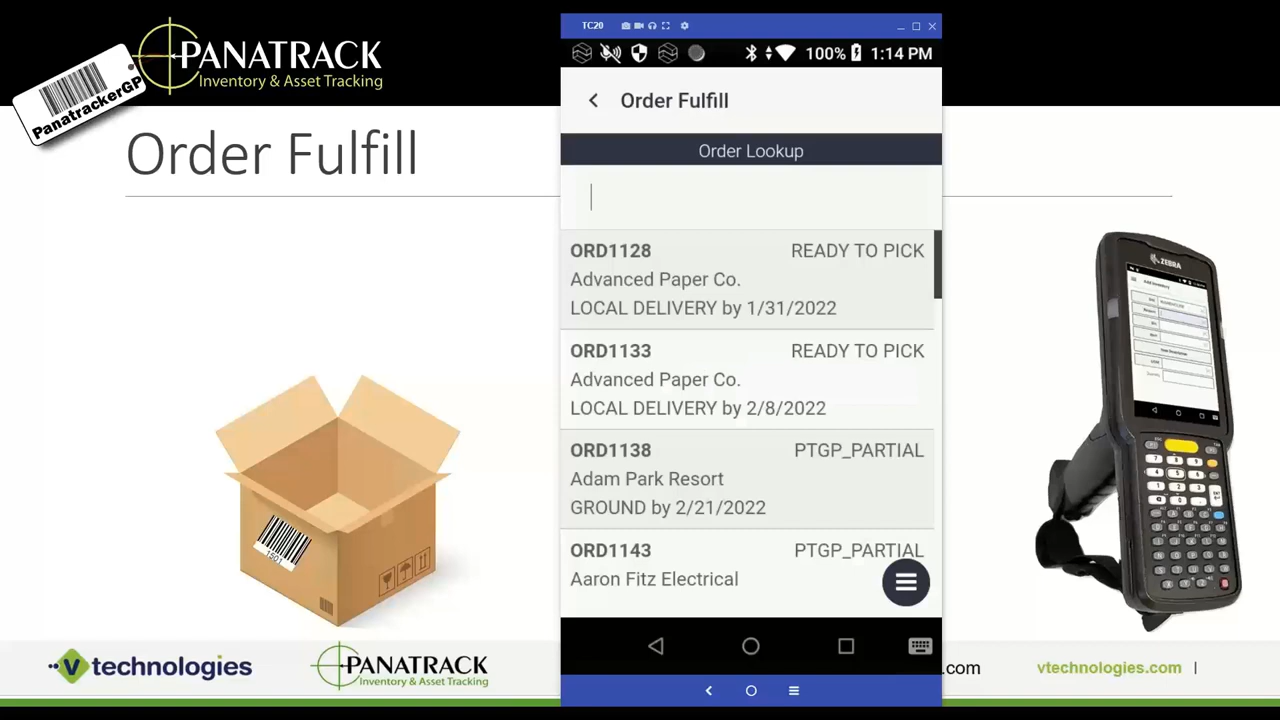 PANATRACK
Inventory & Asset Tracking
PanatrackerGP
Order Fulfill
TC20
100% 1:14 PM
Order Fulfill
Order Lookup
ORD1128 READY TO PICK
Advanced Paper Co.
LOCAL DELIVERY by 1/31/2022
ORD1133 READY TO PICK
Advanced Paper Co.
LOCAL DELIVERY by 2/8/2022
ORD1138 PTGP_PARTIAL
Adam Park Resort
GROUND by 2/21/2022
ORD1143 PTGP_PARTIAL
Aaron Fitz Electrical
ZEBRA
Vtechnologies
PANATRACK
Inventory & Asset Tracking
.com
vtechnologies.com |